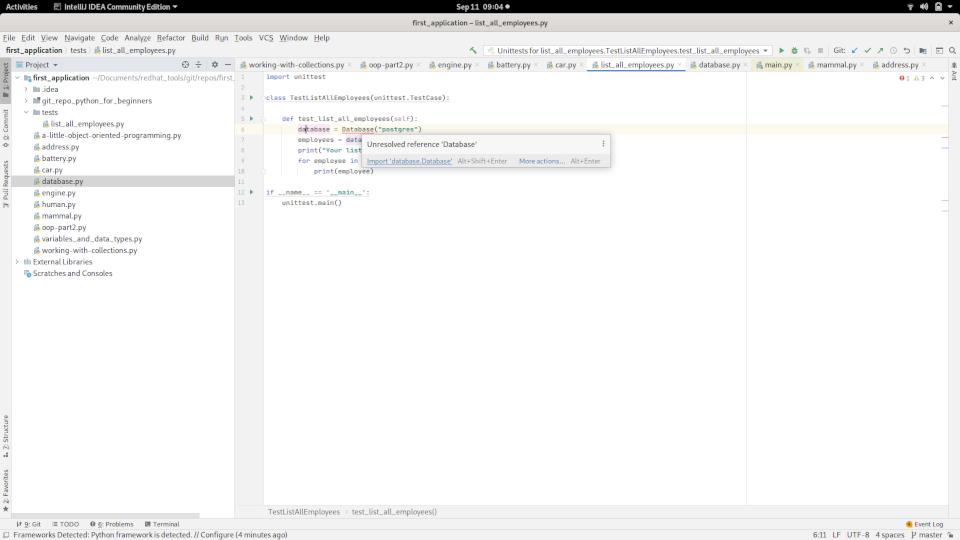 Activities
IntelliJ IDEA Community Edition
Sep 11 09:04
first_application – list_all_employees.py
File Edit View Navigate Code Analyze Refactor Build Run Tools VCS Window Help
first_application tests list_all_employees.py
Unittests for list_all_employees.TestListAllEmployees.test_list_all_employees
Git:
Project
working-with-collections.py oop-part2.py engine.py battery.py car.py list_all_employees.py database.py main.py mammal.py address.py
1: Project
Commit
Pull Requests
Z: Structure
2: Favorites
Ant
first_application ~/Documents/redhat_tools/git/repos/first_
.idea
git_repo_python_for_beginners
tests
list_all_employees.py
a-little-object-oriented-programming.py
address.py
battery.py
car.py
database.py
engine.py
human.py
mammal.py
oop-part2.py
variables_and_data_types.py
working-with-collections.py
External Libraries
Scratches and Consoles
1 3
1 import unittest
2
3 class TestListAllEmployees(unittest.TestCase):
4
5 def test_list_all_employees(self):
6 database = Database("postgres")
7 employees = data
8 print("Your list
9 for employee in
10 print(employee)
11
12 if __name__ == '__main__':
13 unittest.main()
Unresolved reference 'Database'
Import 'database.Database' Alt+Shift+Enter More actions... Alt+Enter
TestListAllEmployees test_list_all_employees()
9: Git TODO 6: Problems Terminal Event Log
Frameworks Detected: Python framework is detected. // Configure (4 minutes ago)
6:11 LF UTF-8 4 spaces master